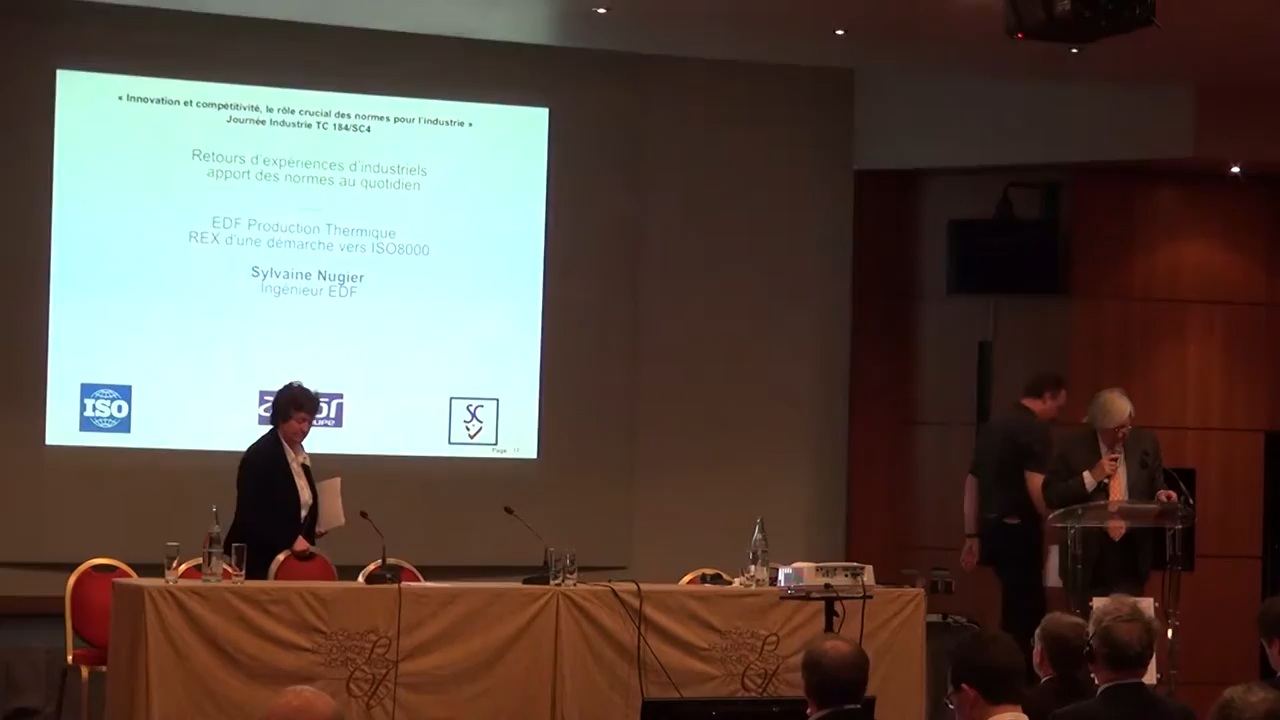 « Innovation et compétitivité, le rôle crucial des normes pour l'industrie »
Journée Industrie TC 184/SC4
Retours d'expériences d'industriels
apport des normes au quotidien
EDF Production Thermique
REX d'une démarche vers ISO8000
Sylvaine Nugier
Ingénieur EDF
ISO
SC
Page